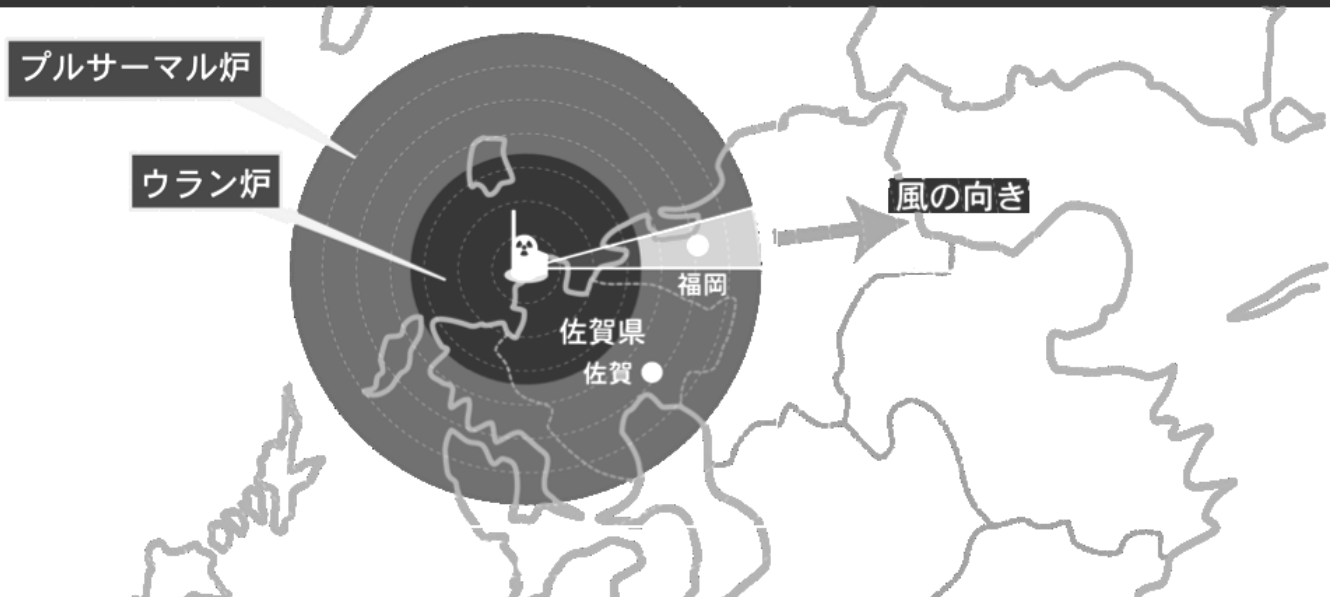 プルサーマル炉
ウラン炉
風の向き
福岡
佐賀県
佐賀